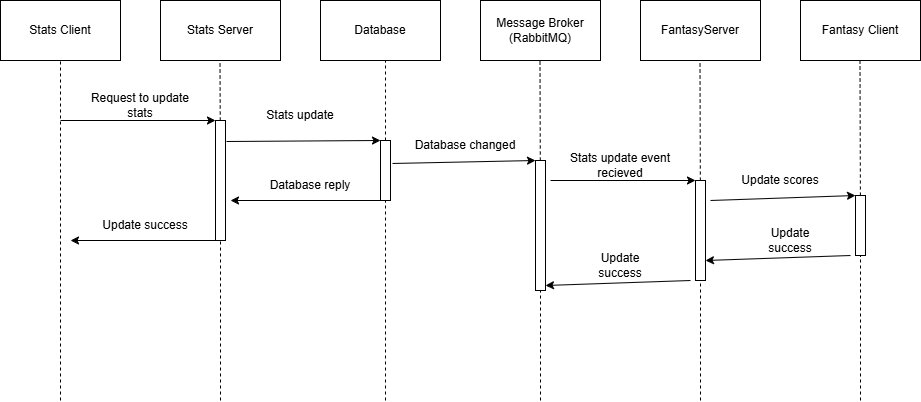 Stats Client
Stats Server
Database
Message Broker
(RabbitMQ)
FantasyServer
Fantasy Client
Request to update
stats
Stats update
Database changed
Stats update event
recieved
Update scores
Database reply
Update success
Update
success
Update
success